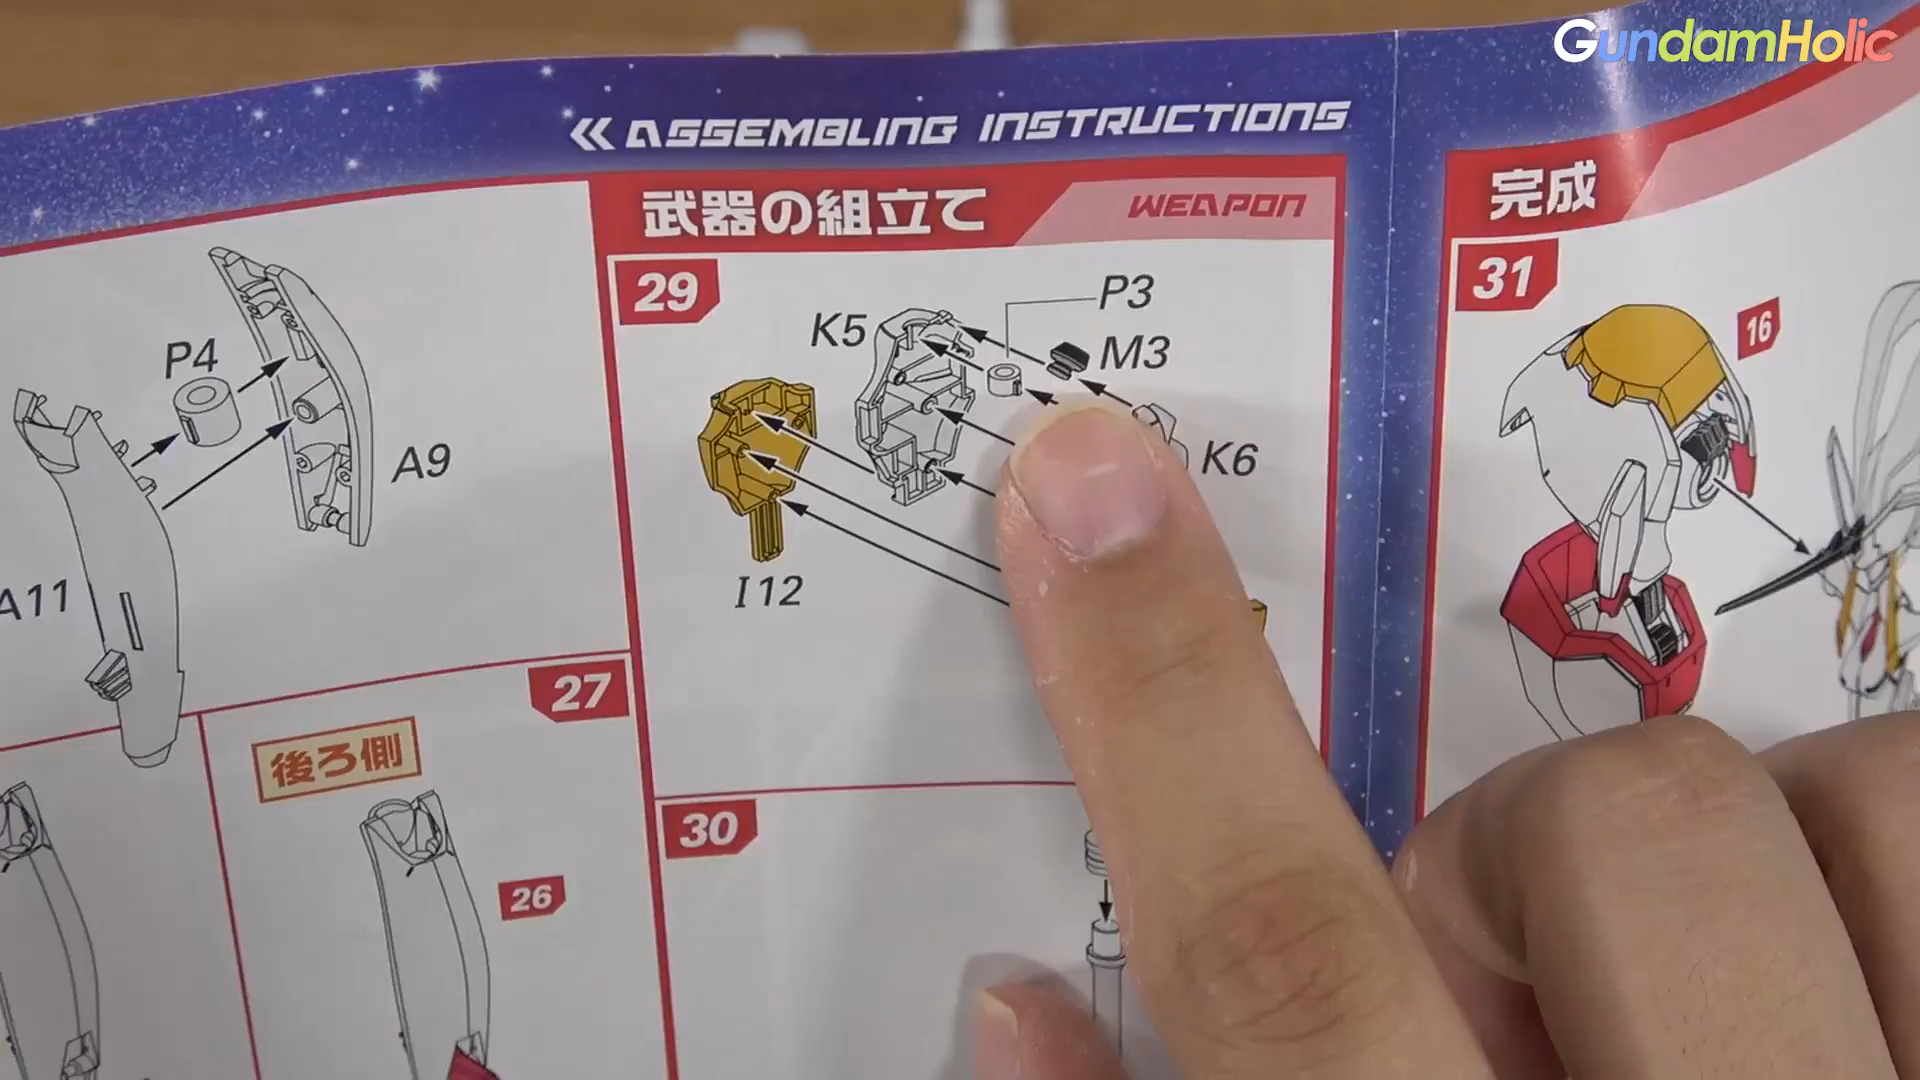 GundamHolic
ASSEMBLING INSTRUCTIONS
武器の組立て
WEAPON
完成
29
P3
K5
M3
K6
I12
31
16
P4
A9
A11
27
後ろ側
26
30